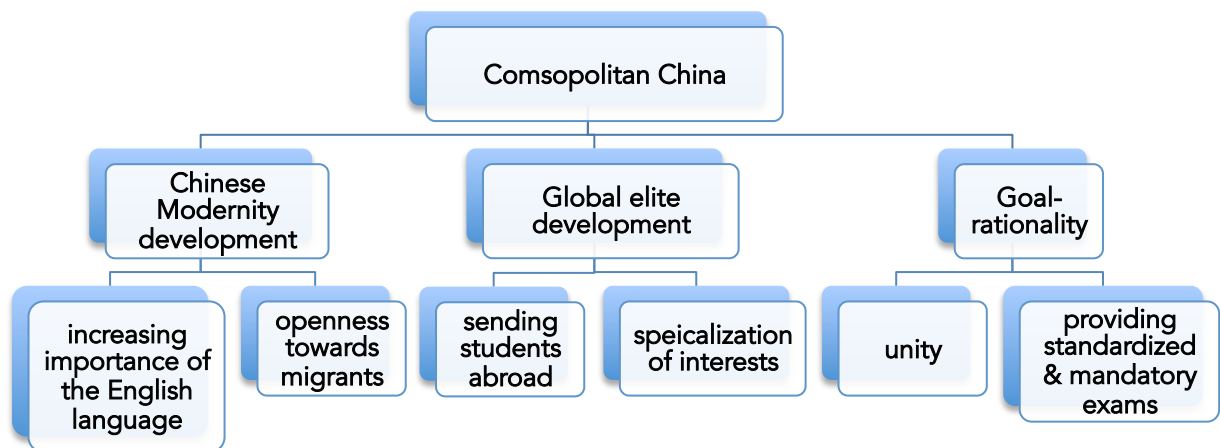 Comsopolitan China
Chinese
Modernity
development
Global elite
development
Goal-
rationality
increasing
importance of
the English
language
openness
towards
migrants
sending
students
abroad
speicalization
of interests
unity
providing
standardized
& mandatory
exams